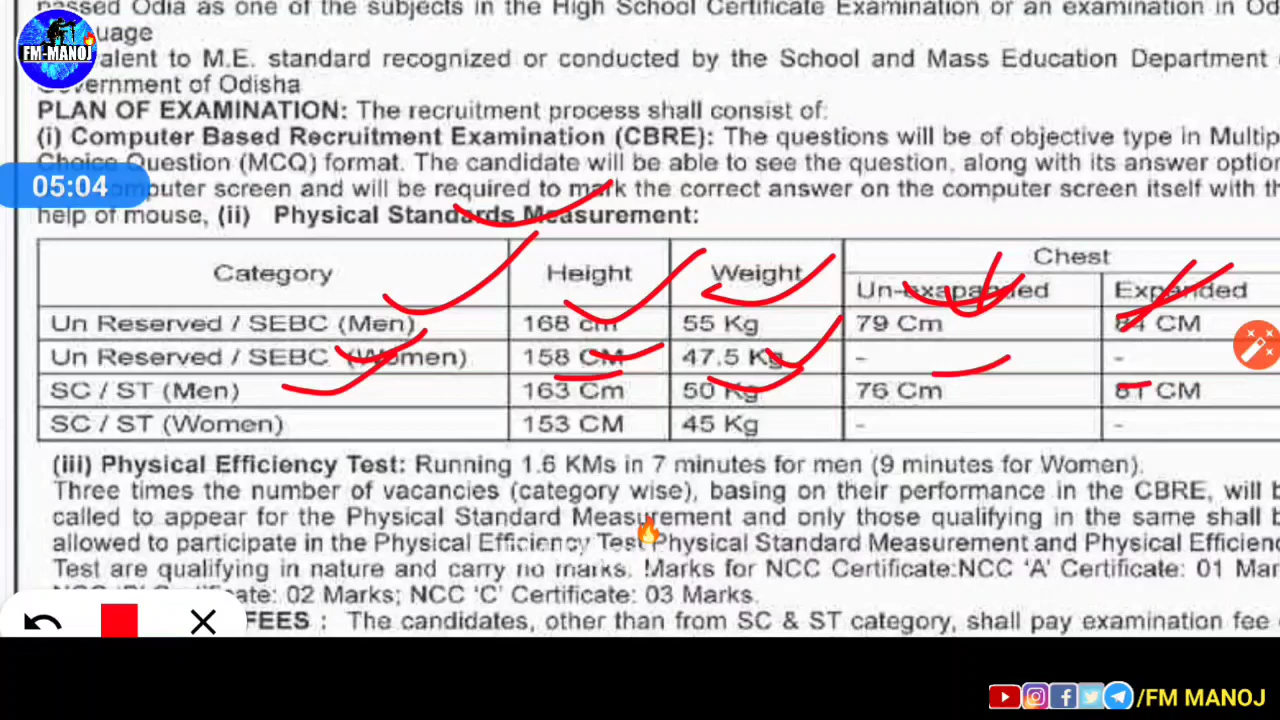 passed Odia as one of the subjects in the High School Certificate Examination or an examination in Od
uage
alent to M.E. standard recognized or conducted by the School and Mass Education Department
Government of Odisha
PLAN OF EXAMINATION: The recruitment process shall consist of:
(i) Computer Based Recruitment Examination (CBRE): The questions will be of objective type in Multip
Choice Question (MCQ) format. The candidate will be able to see the question, along with its answer option
mputer screen and will be required to mark the correct answer on the computer screen itself with th
help of mouse, (ii) Physical Standards Measurement:
Category Height Weight Chest
Un-exapanded Expanded
Un Reserved / SEBC (Men) 168 cm 55 Kg 79 Cm 84 CM
Un Reserved / SEBC (Women) 158 CM 47.5 Kg - -
SC / ST (Men) 163 Cm 50 Kg 76 Cm 81 CM
SC / ST (Women) 153 CM 45 Kg - -
(iii) Physical Efficiency Test: Running 1.6 KMs in 7 minutes for men (9 minutes for Women).
Three times the number of vacancies (category wise), basing on their performance in the CBRE, will b
called to appear for the Physical Standard Measurement and only those qualifying in the same shall b
allowed to participate in the Physical Efficiency Test Physical Standard Measurement and Physical Efficienc
Test are qualifying in nature and carry no marks. Marks for NCC Certificate:NCC 'A' Certificate: 01 Mar
ate: 02 Marks; NCC 'C' Certificate: 03 Marks.
FEES : The candidates, other than from SC & ST category, shall pay examination fee
FM-MANOJ
05:04
/FM MANOJ